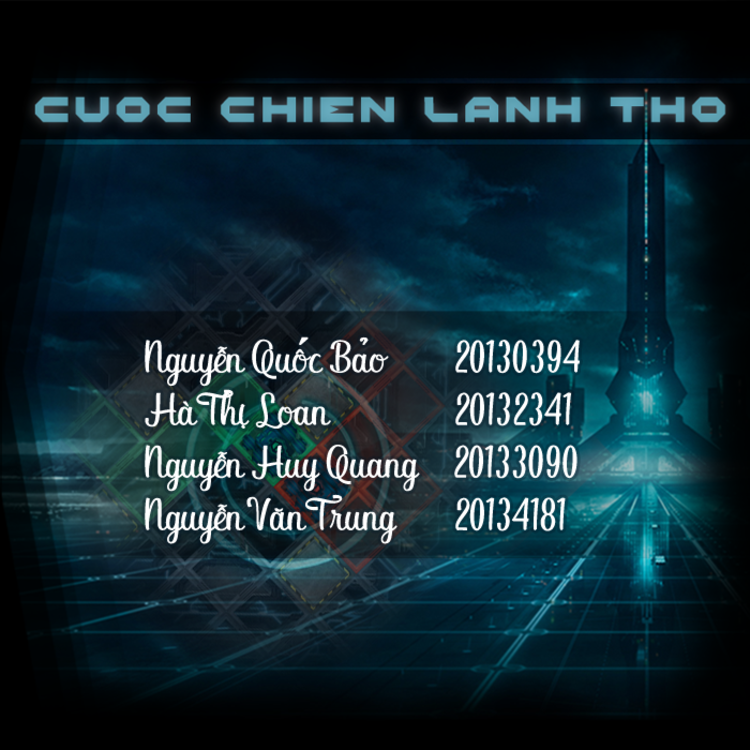 CUOC CHIEN LANH THO
Nguyễn Quốc Bảo 20130394
Hà Thị Loan 20132341
Nguyễn Huy Quang 20133090
Nguyễn Văn Trung 20134181